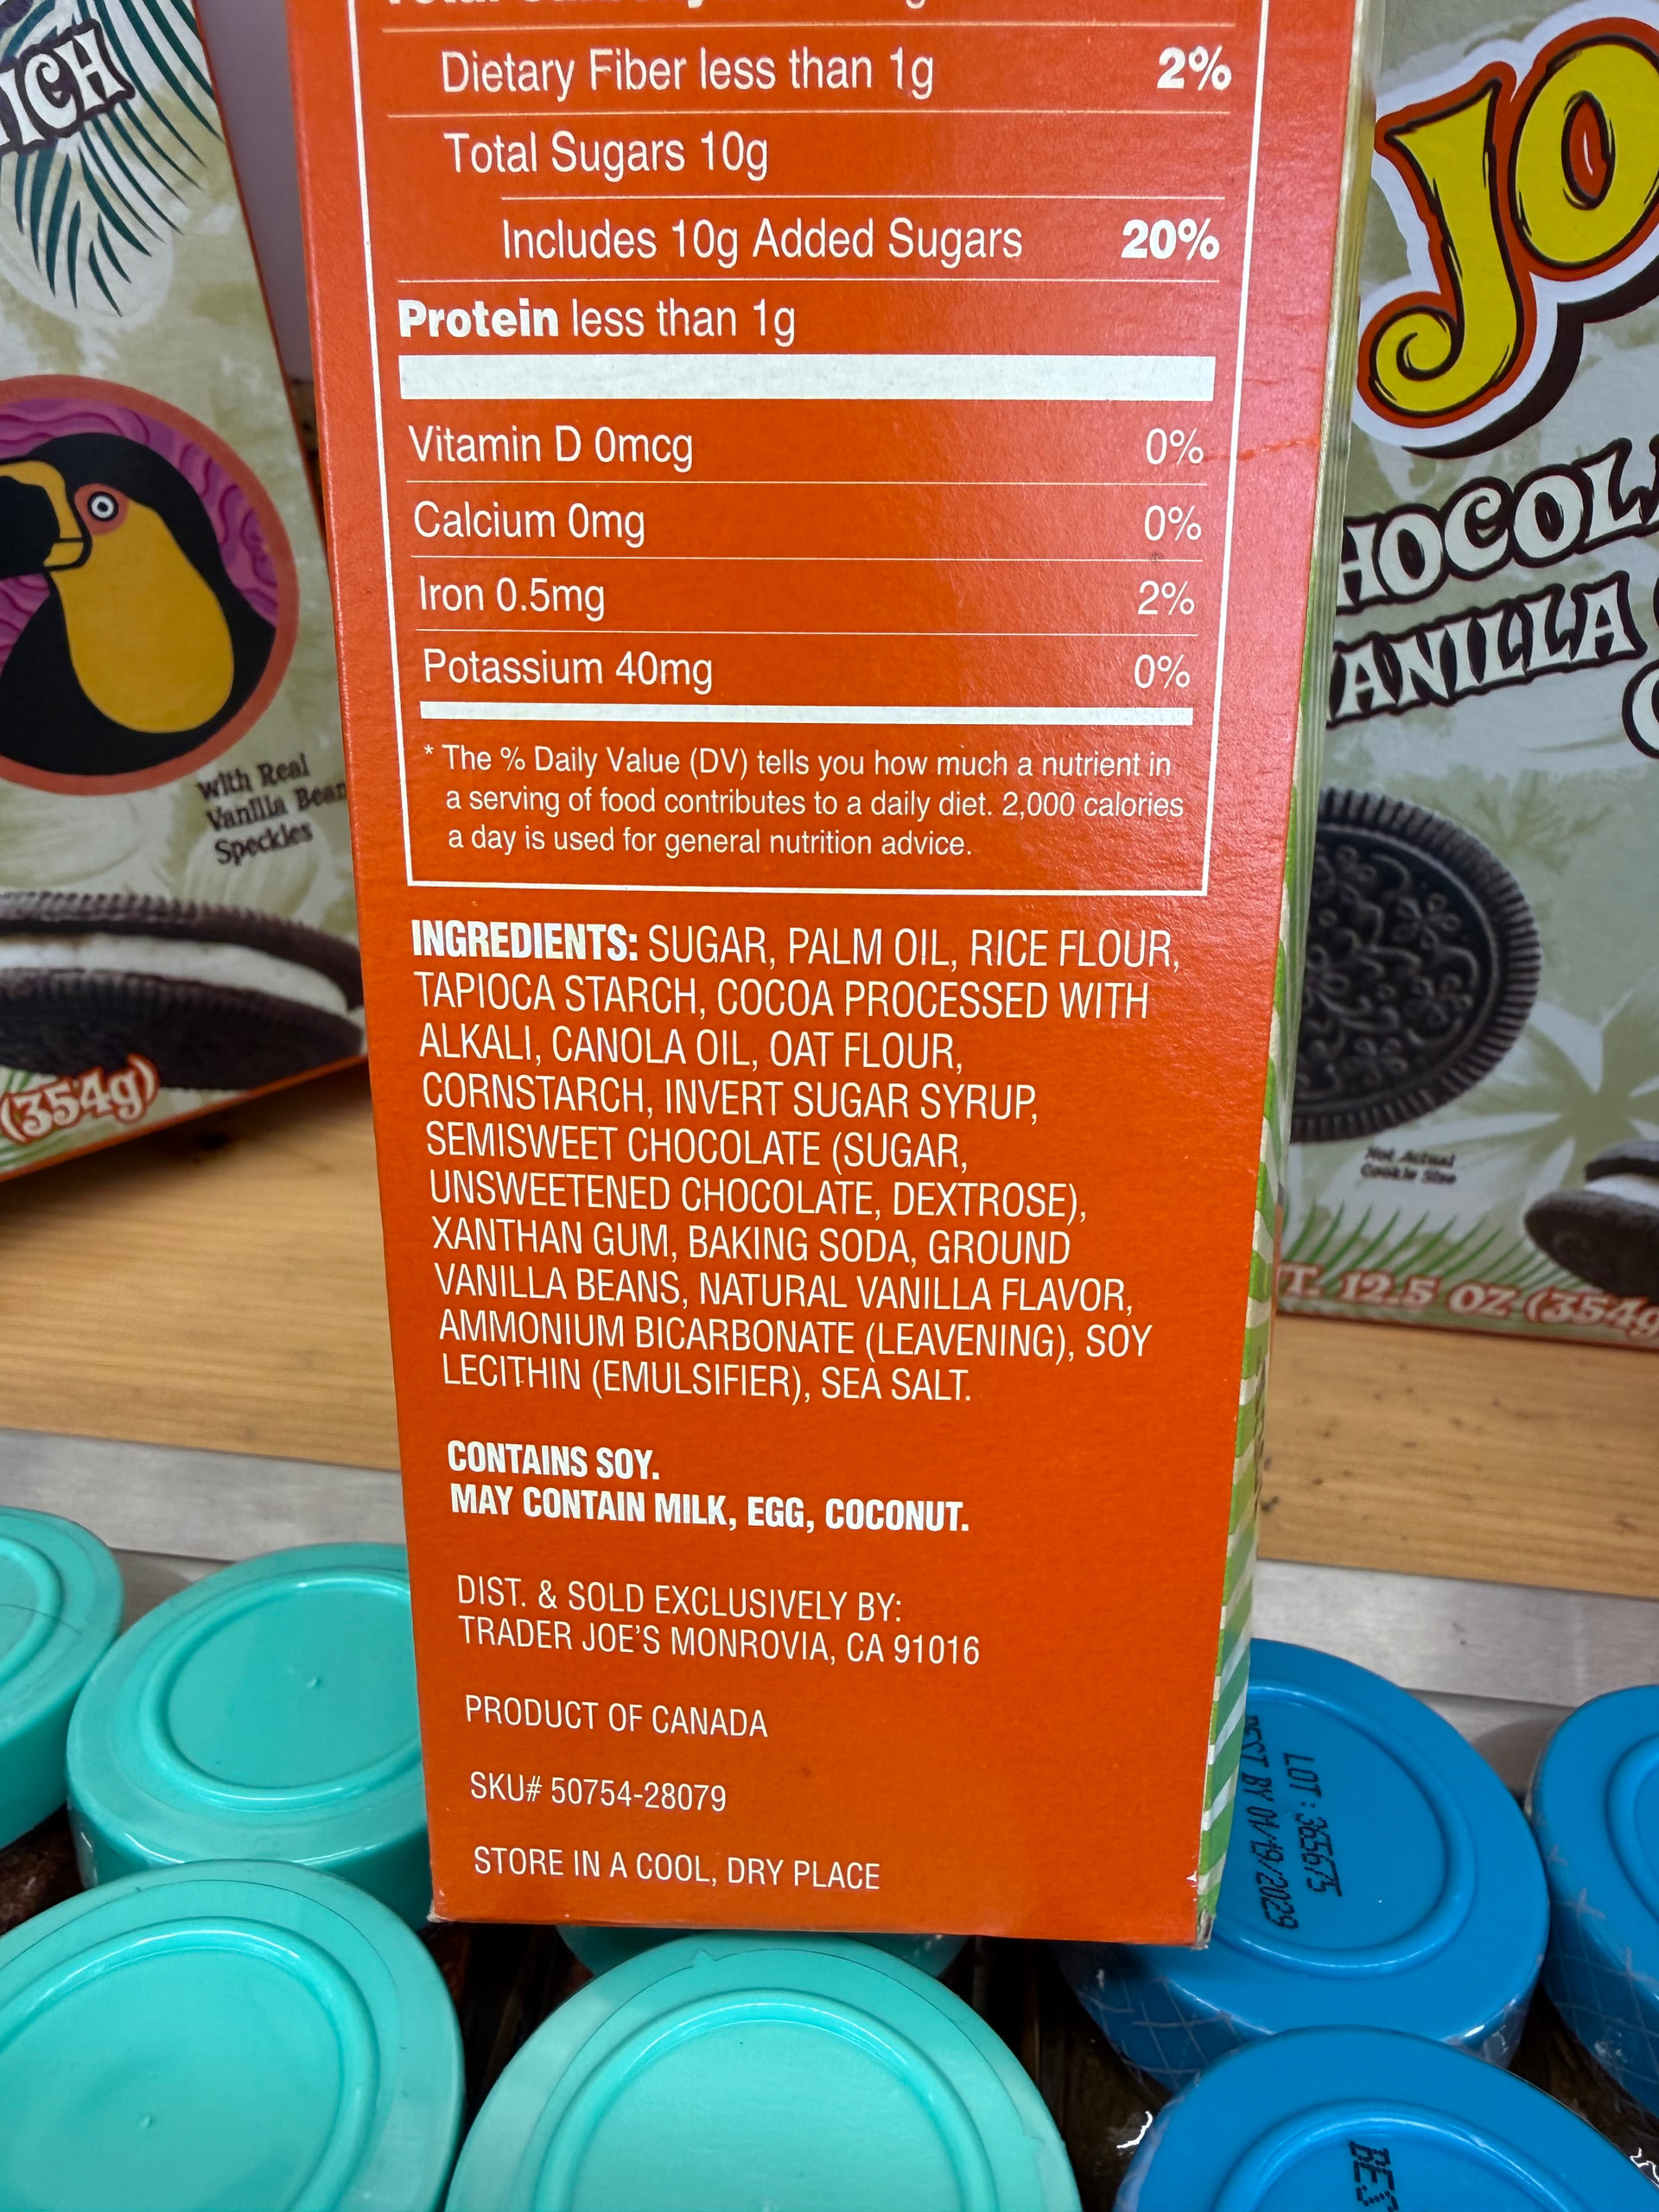 Dietary Fiber less than 1g 2%
Total Sugars 10g
Includes 10g Added Sugars 20%
Protein less than 1g
Vitamin D 0mcg 0%
Calcium 0mg 0%
Iron 0.5mg 2%
Potassium 40mg 0%
* The % Daily Value (DV) tells you how much a nutrient in
a serving of food contributes to a daily diet. 2,000 calories
a day is used for general nutrition advice.
INGREDIENTS: SUGAR, PALM OIL, RICE FLOUR,
TAPIOCA STARCH, COCOA PROCESSED WITH
ALKALI, CANOLA OIL, OAT FLOUR,
CORNSTARCH, INVERT SUGAR SYRUP,
SEMISWEET CHOCOLATE (SUGAR,
UNSWEETENED CHOCOLATE, DEXTROSE),
XANTHAN GUM, BAKING SODA, GROUND
VANILLA BEANS, NATURAL VANILLA FLAVOR,
AMMONIUM BICARBONATE (LEAVENING), SOY
LECITHIN (EMULSIFIER), SEA SALT.
CONTAINS SOY.
MAY CONTAIN MILK, EGG, COCONUT.
DIST. & SOLD EXCLUSIVELY BY:
TRADER JOE'S MONROVIA, CA 91016
PRODUCT OF CANADA
SKU# 50754-28079
STORE IN A COOL, DRY PLACE
ICH
With Real
Vanilla Bean
Speckles
(354g)
JO
HOCOL
ANILLA
Not Actual
Cookie Size
T. 12.5 OZ (354g
LOT : 365675
BEST BY 01/19/2029
BES